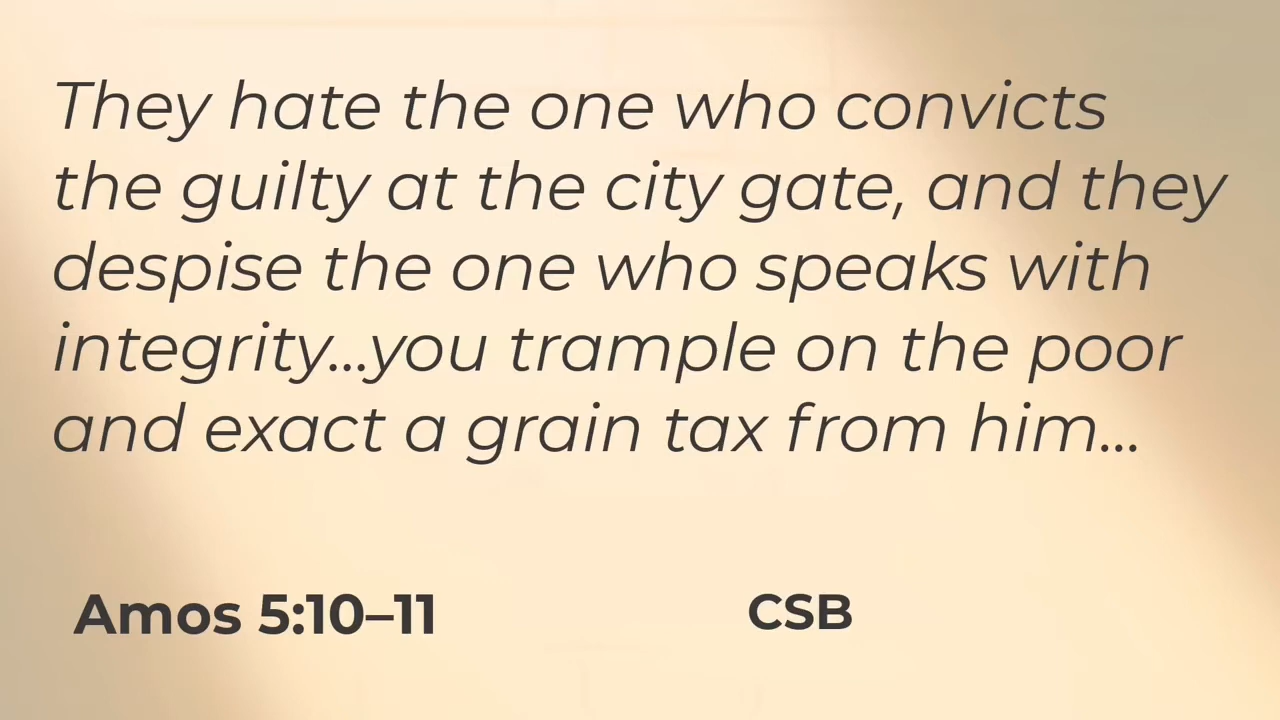 They hate the one who convicts
the guilty at the city gate, and they
despise the one who speaks with
integrity...you trample on the poor
and exact a grain tax from him...
Amos 5:10–11 CSB